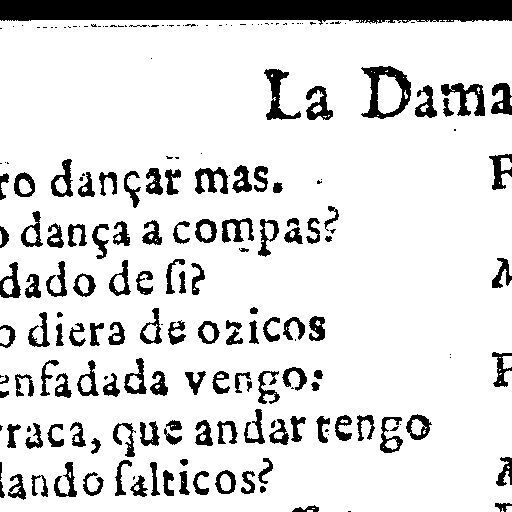 La Dama
ro dançar mas.
o dança a compas?
dado de ſi?
o diera de ozicos
enfadada vengo:
rraca, que andar tengo
dando ſalticos?